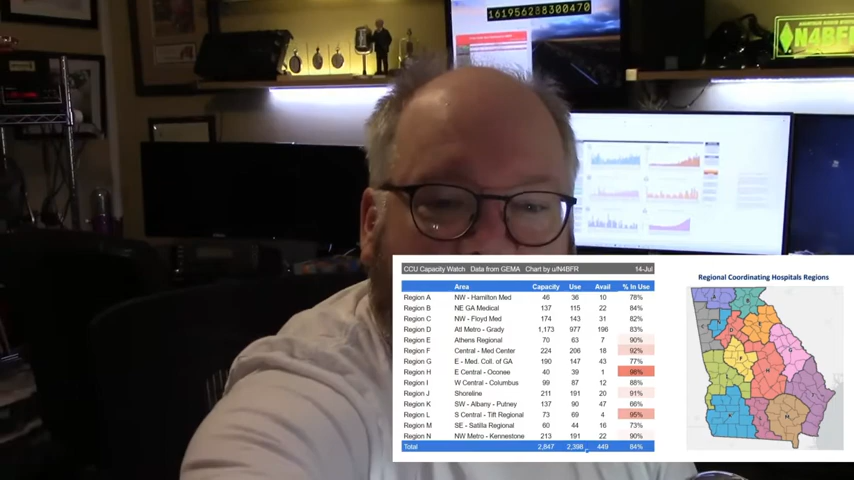 1619562883004​70
N4BFR
CCU Capacity Watch Data from GEMA Chart by u/N4BFR 14-Jul
Area Capacity Use Avail % In Use
Region A NW - Hamilton Med 46 36 10 78%
Region B NE GA Medical 137 115 22 84%
Region C NW - Floyd Med 174 143 31 82%
Region D Atl Metro - Grady 1,173 977 196 83%
Region E Athens Regional 70 63 7 90%
Region F Central - Med Center 224 206 18 92%
Region G E - Med. Coll. of GA 190 147 43 77%
Region H E Central - Oconee 40 39 1 98%
Region I W Central - Columbus 99 87 12 88%
Region J Shoreline 211 191 20 91%
Region K SW - Albany - Putney 137 90 47 66%
Region L S Central - Tift Regional 73 69 4 95%
Region M SE - Satilla Regional 60 44 16 73%
Region N NW Metro - Kennestone 213 191 22 90%
Total 2,847 2,398 449 84%
Regional Coordinating Hospitals Regions